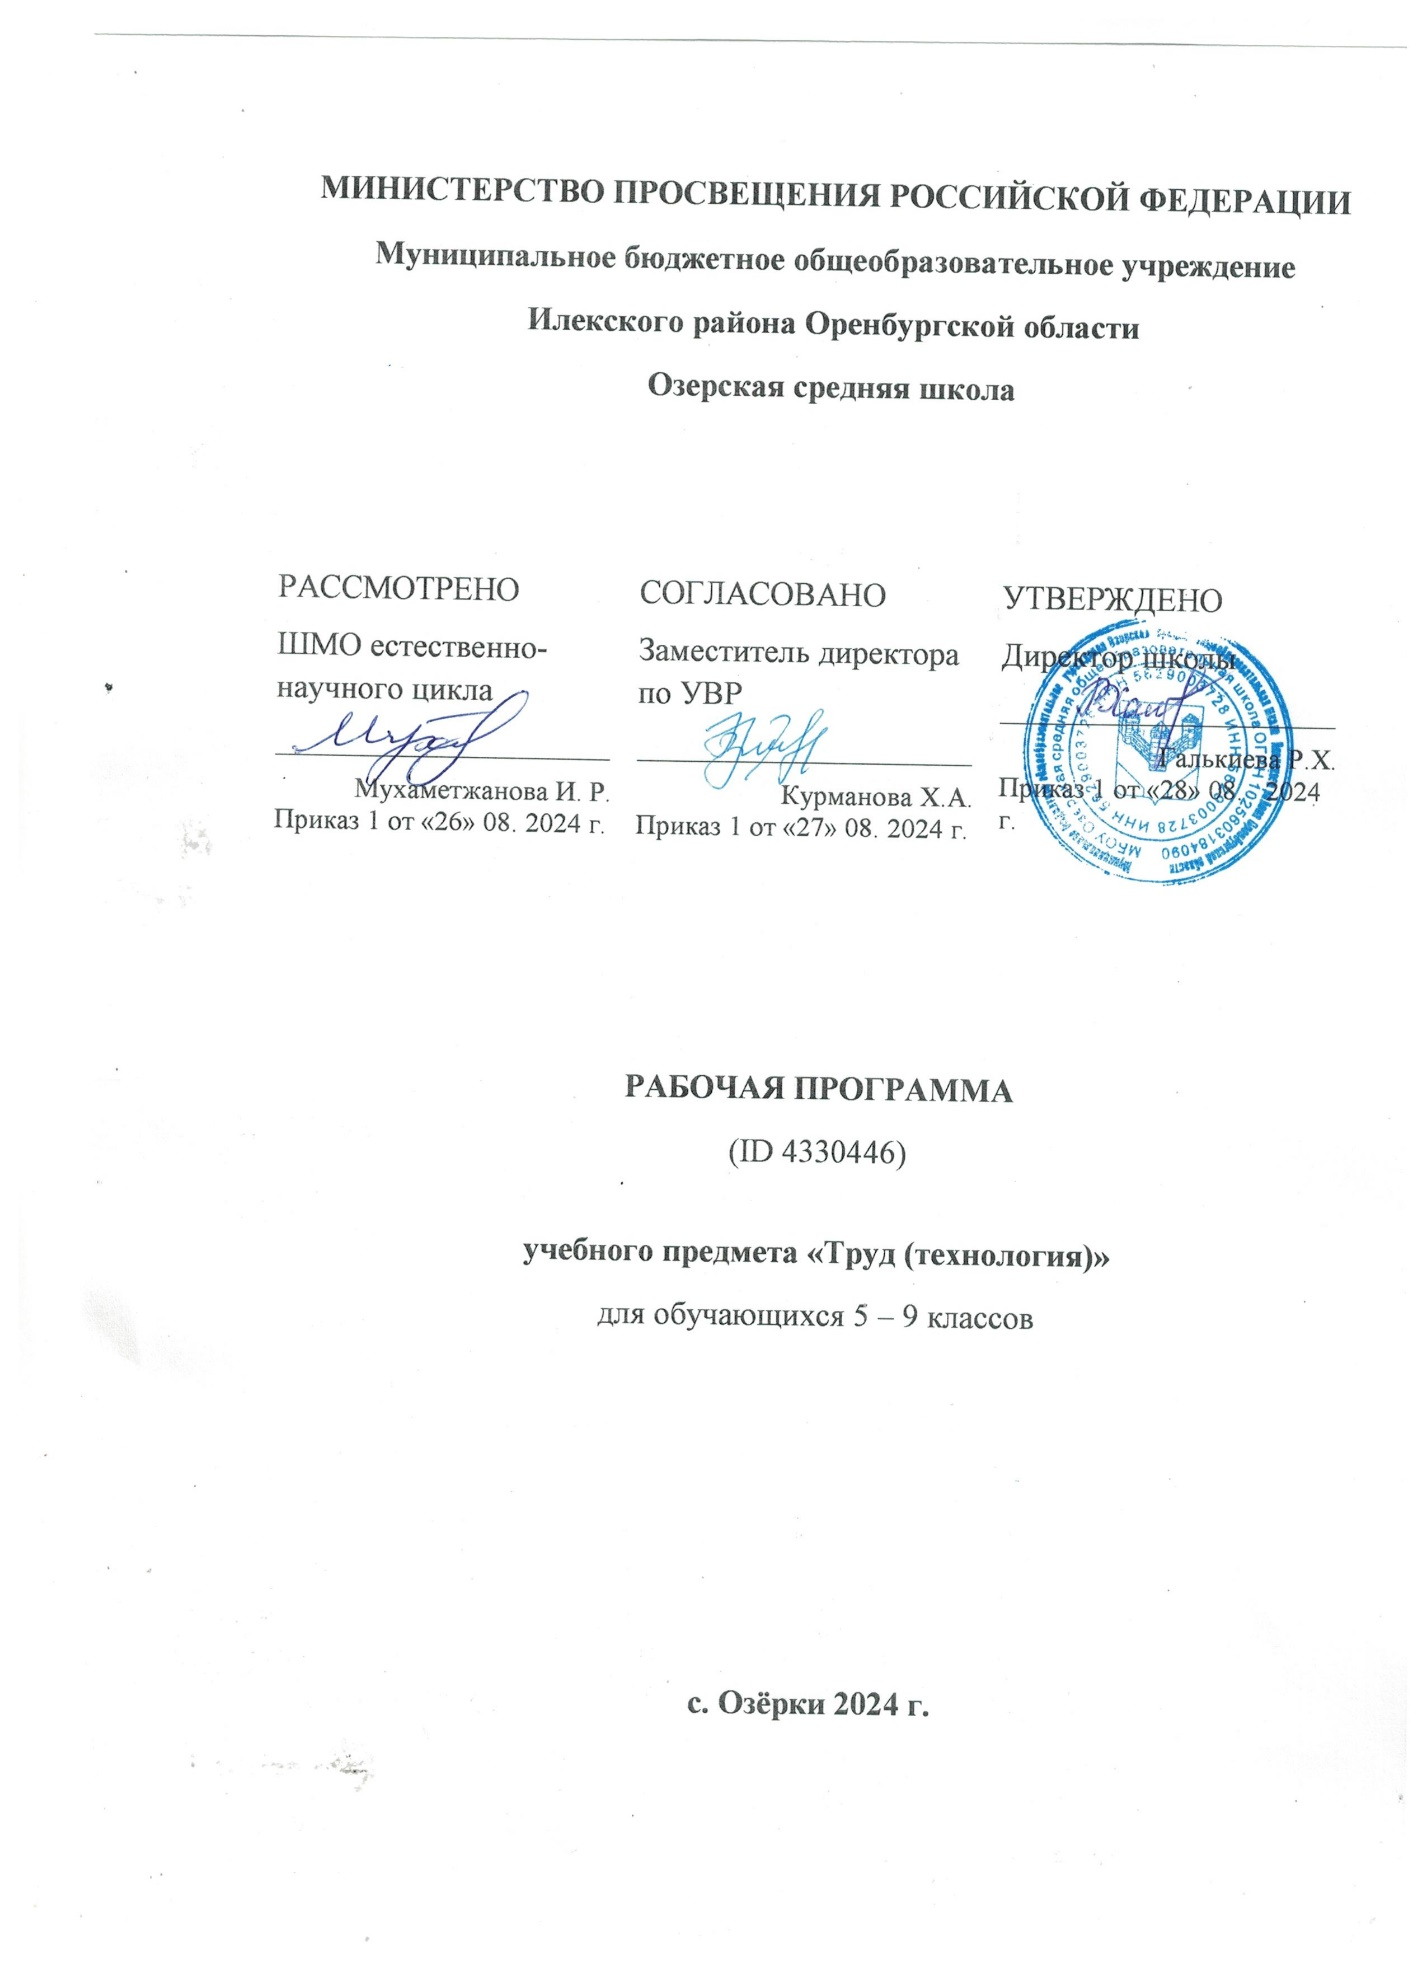 МИНИСТЕРСТВО ПРОСВЕЩЕНИЯ РОССИЙСКОЙ ФЕДЕРАЦИИ
Муниципальное бюджетное общеобразовательное учреждение
Илекского района Оренбургской области
Озерская средняя школа
РАССМОТРЕНО
ШМО естественно-
научного цикла
Мухаметжанова И. Р.
Приказ 1 от «26» 08. 2024 г.
СОГЛАСОВАНО
Заместитель директора
по УВР
Курманова Х.А.
Приказ 1 от «27» 08. 2024 г.
УТВЕРЖДЕНО
Директор школы
Галькиева Р.Х.
Приказ 1 от «28» 08. 2024
г.
РАБОЧАЯ ПРОГРАММА
(ID 4330446)
учебного предмета «Труд (технология)»
для обучающихся 5 – 9 классов
с. Озёрки 2024 г.